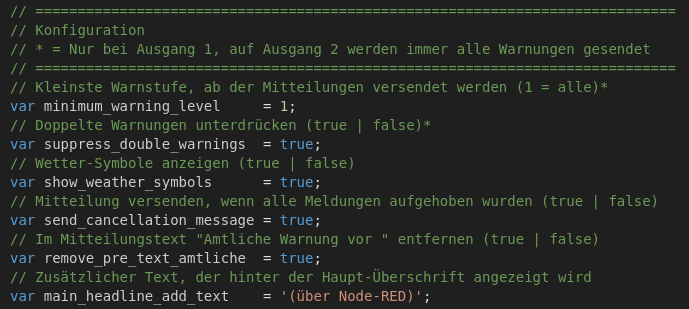 // ============================================================================
// Konfiguration
// * = Nur bei Ausgang 1, auf Ausgang 2 werden immer alle Warnungen gesendet
// ============================================================================
// Kleinste Warnstufe, ab der Mitteilungen versendet werden (1 = alle)*
var minimum_warning_level     = 1;
// Doppelte Warnungen unterdrücken (true | false)*
var suppress_double_warnings  = true;
// Wetter-Symbole anzeigen (true | false)
var show_weather_symbols      = true;
// Mitteilung versenden, wenn alle Meldungen aufgehoben wurden (true | false)
var send_cancellation_message = true;
// Im Mitteilungstext "Amtliche Warnung vor " entfernen (true | false)
var remove_pre_text_amtliche  = true;
// Zusätzlicher Text, der hinter der Haupt-Überschrift angezeigt wird
var main_headline_add_text    = '(über Node-RED)';